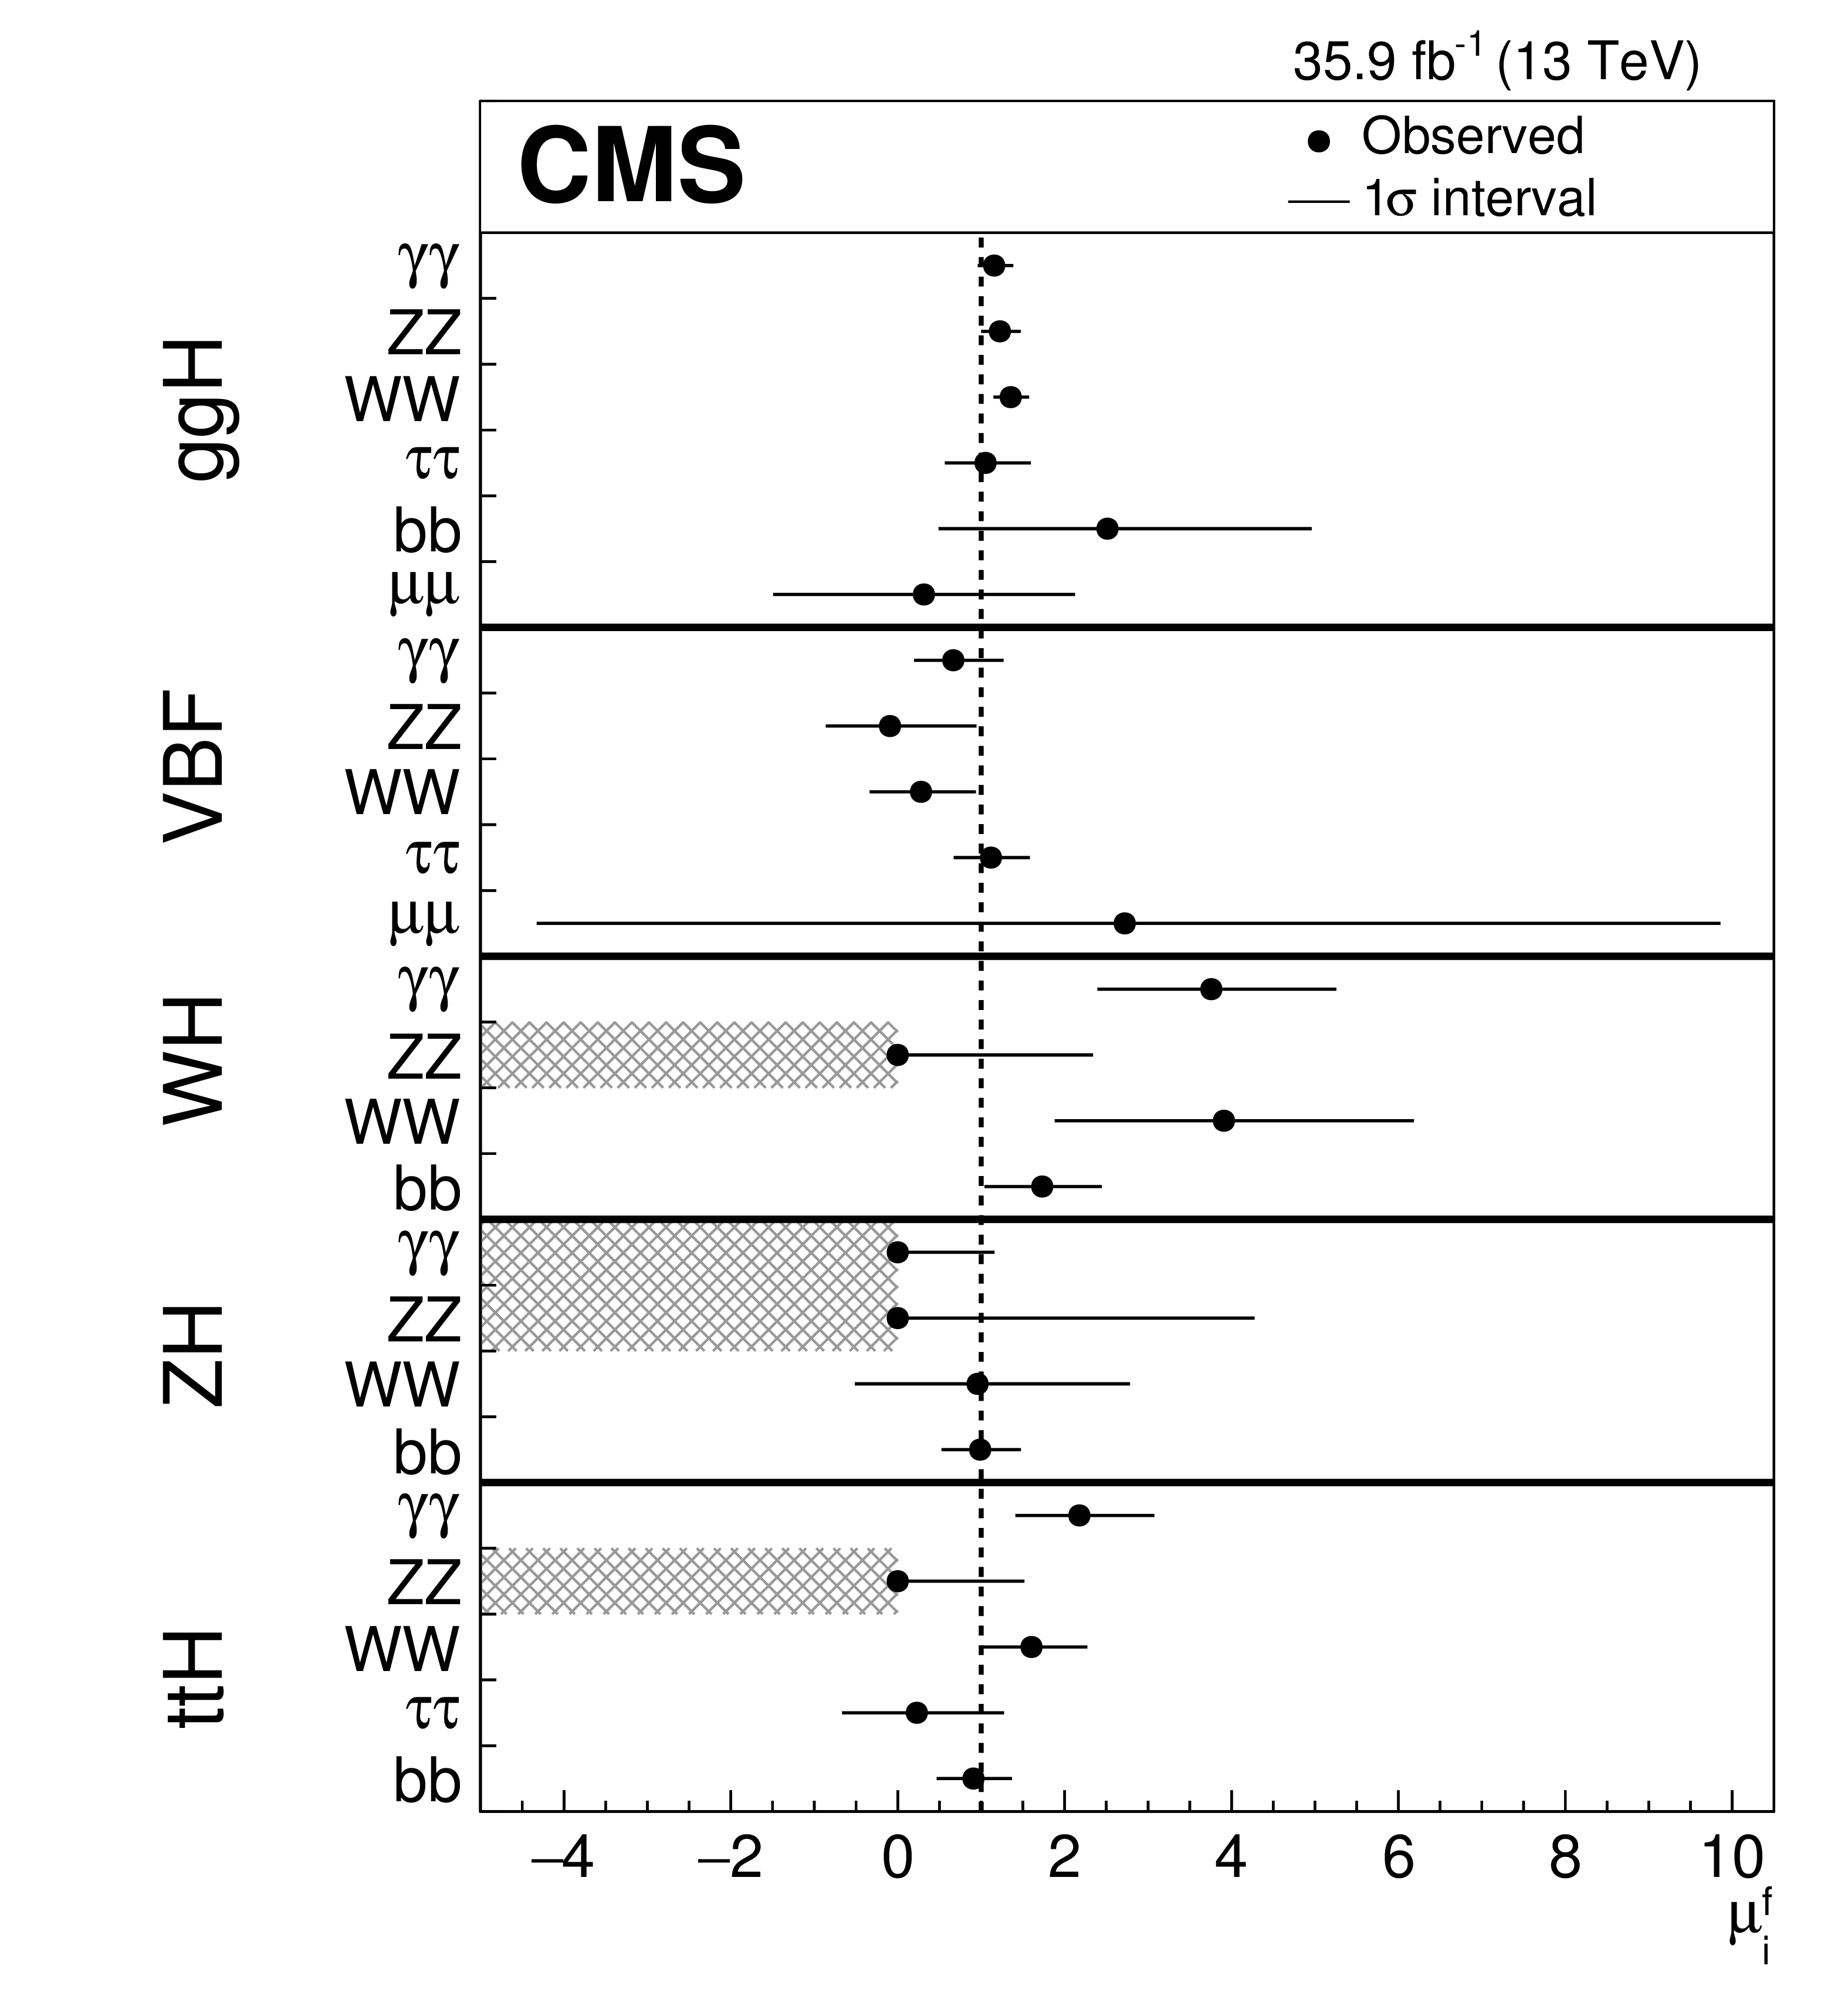 35.9 fb⁻¹ (13 TeV)
CMS
Observed
1σ interval
ggH
γγ
ZZ
WW
ττ
bb
μμ
VBF
γγ
ZZ
WW
ττ
μμ
WH
γγ
ZZ
WW
bb
ZH
γγ
ZZ
WW
bb
ttH
γγ
ZZ
WW
ττ
bb
−4 −2 0 2 4 6 8 10
μᵢᶠ